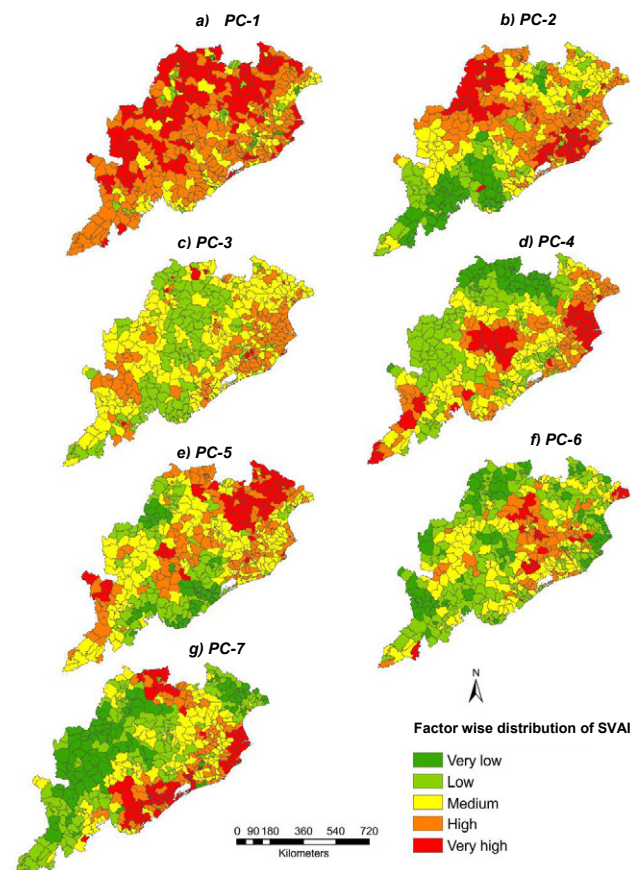 a) PC-1
b) PC-2
c) PC-3
d) PC-4
e) PC-5
f) PC-6
g) PC-7
N
Factor wise distribution of SVAI
Very low
Low
Medium
High
Very high
0 90 180 360 540 720
Kilometers